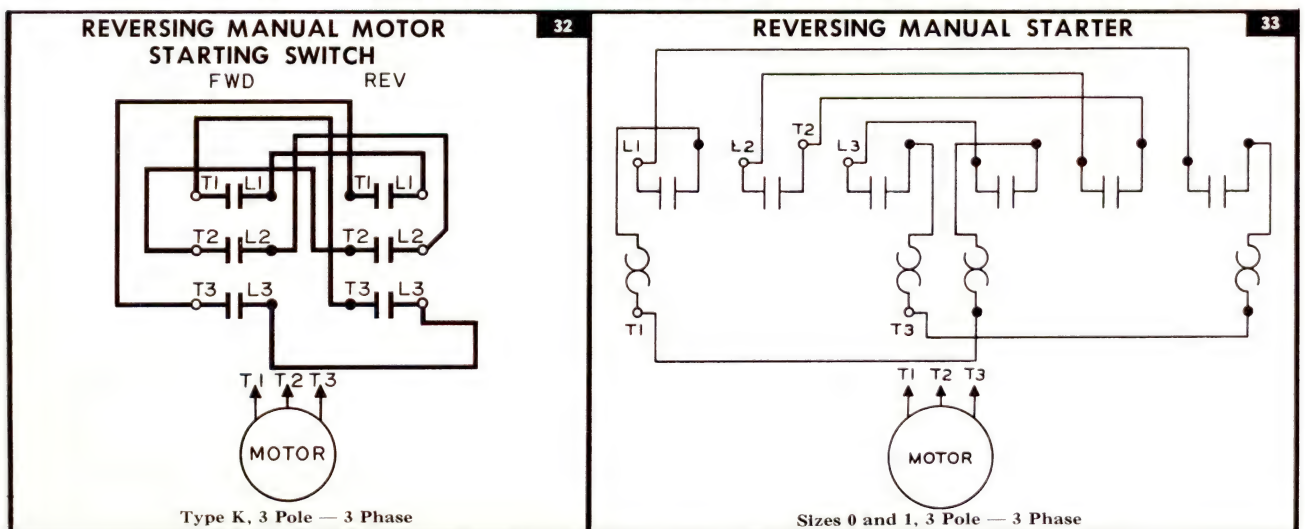 REVERSING MANUAL MOTOR
STARTING SWITCH
32
FWD REV
T1 L1 T1 L1
T2 L2 T2 L2
T3 L3 T3 L3
T1 T2 T3
MOTOR
Type K, 3 Pole — 3 Phase
REVERSING MANUAL STARTER
33
L1 L2 T2 L3
T1 T3
T1 T2 T3
MOTOR
Sizes 0 and 1, 3 Pole — 3 Phase